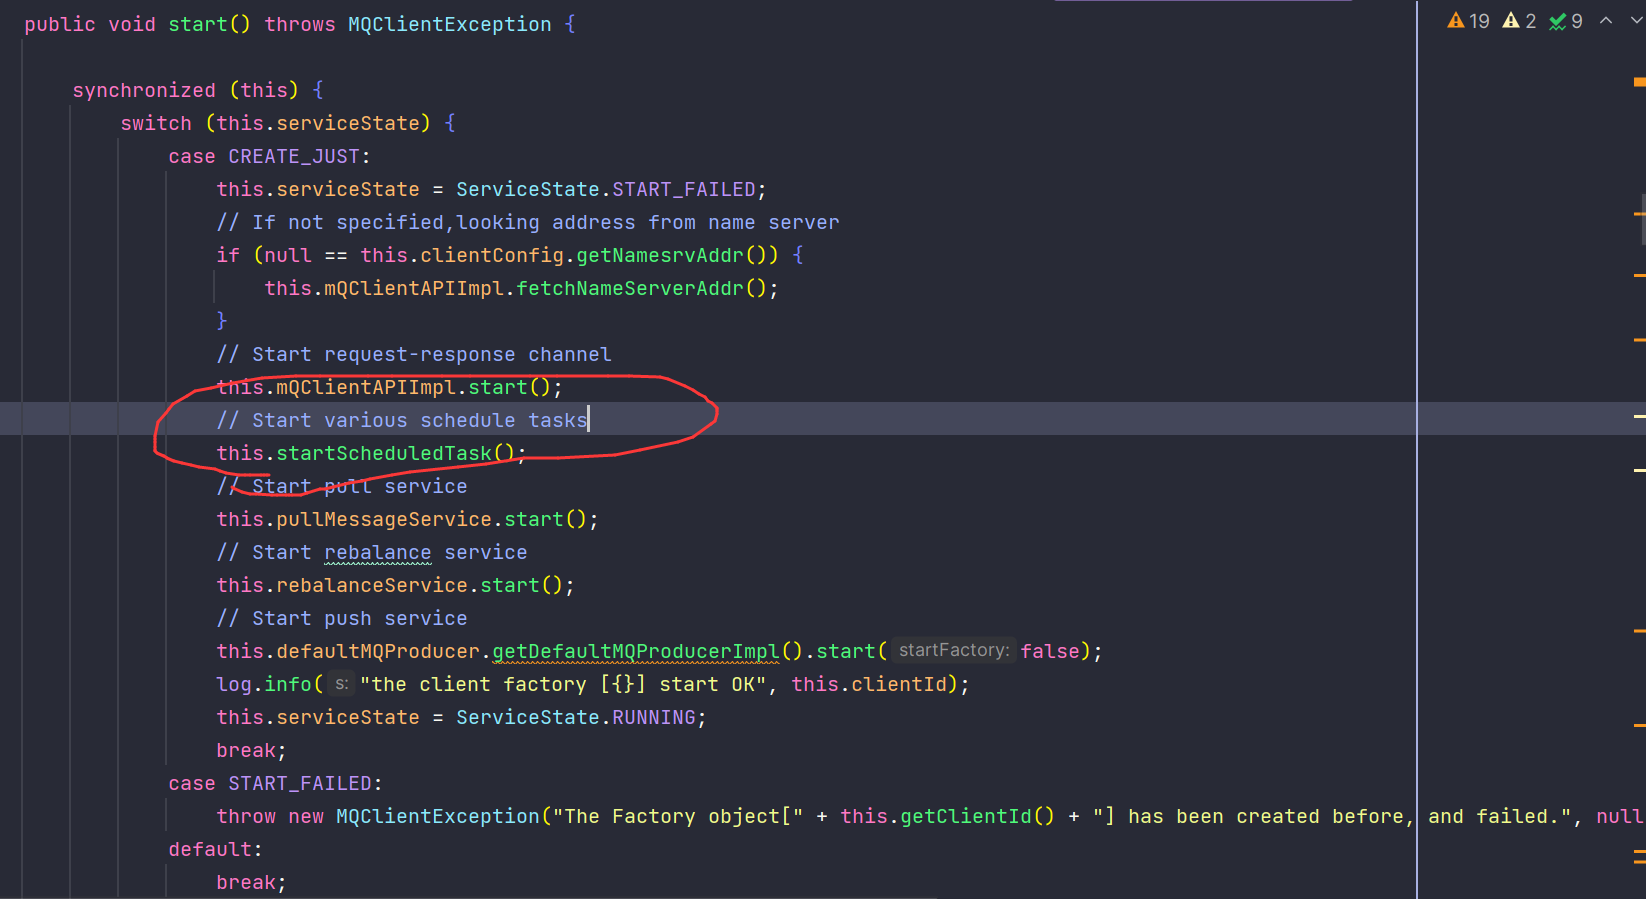 public void start() throws MQClientException {
19 2 9
synchronized (this) {
switch (this.serviceState) {
case CREATE_JUST:
this.serviceState = ServiceState.START_FAILED;
// If not specified,looking address from name server
if (null == this.clientConfig.getNamesrvAddr()) {
this.mQClientAPIImpl.fetchNameServerAddr();
}
// Start request-response channel
this.mQClientAPIImpl.start();
// Start various schedule tasks
this.startScheduledTask();
// Start pull service
this.pullMessageService.start();
// Start rebalance service
this.rebalanceService.start();
// Start push service
this.defaultMQProducer.getDefaultMQProducerImpl().start( startFactory: false);
log.info( s: "the client factory [{}] start OK", this.clientId);
this.serviceState = ServiceState.RUNNING;
break;
case START_FAILED:
throw new MQClientException("The Factory object[" + this.getClientId() + "] has been created before, and failed.", null
default:
break;